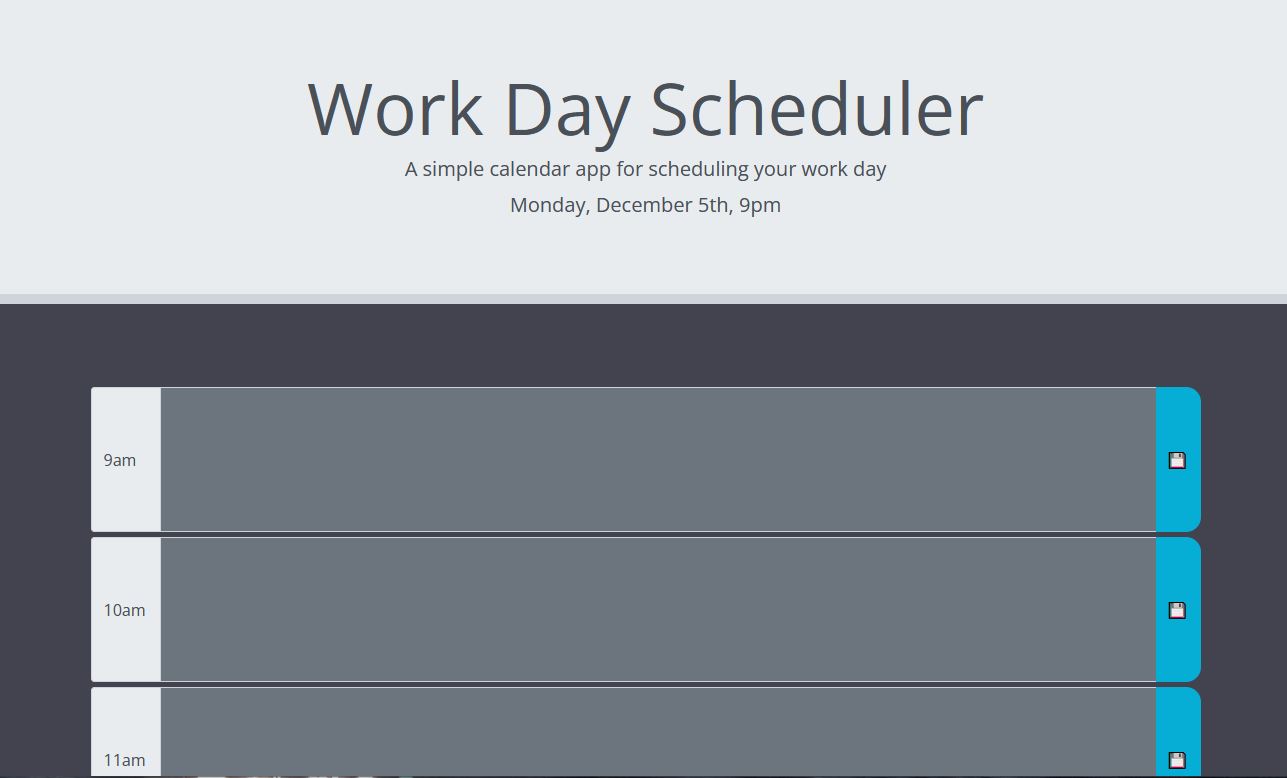 Work Day Scheduler
A simple calendar app for scheduling your work day
Monday, December 5th, 9pm
9am
10am
11am